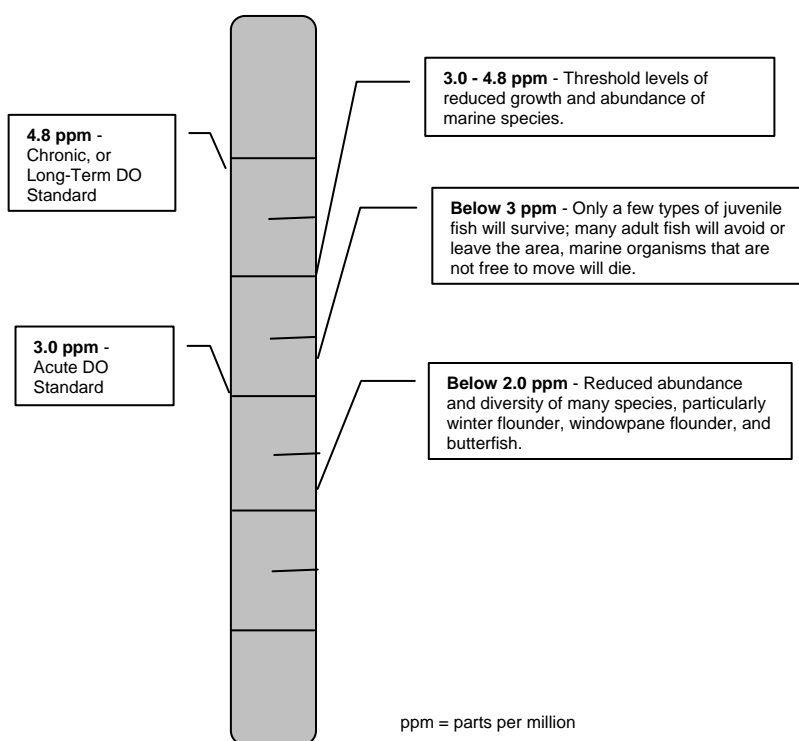 3.0 - 4.8 ppm - Threshold levels of
reduced growth and abundance of
marine species.
4.8 ppm -
Chronic, or
Long-Term DO
Standard
Below 3 ppm - Only a few types of juvenile
fish will survive; many adult fish will avoid or
leave the area, marine organisms that are
not free to move will die.
3.0 ppm -
Acute DO
Standard
Below 2.0 ppm - Reduced abundance
and diversity of many species, particularly
winter flounder, windowpane flounder, and
butterfish.
ppm = parts per million